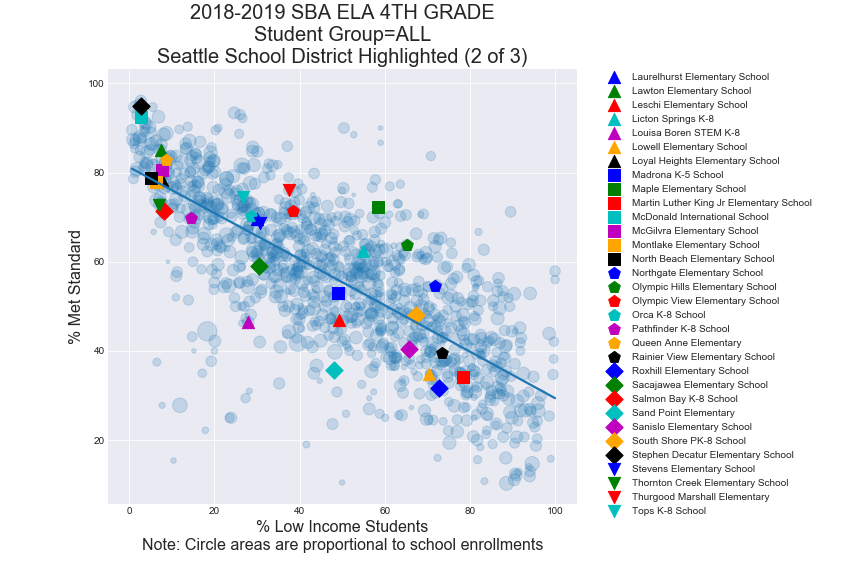 2018-2019 SBA ELA 4TH GRADE
Student Group=ALL
Seattle School District Highlighted (2 of 3)
% Met Standard
100
80
60
40
20
0 20 40 60 80 100
% Low Income Students
Note: Circle areas are proportional to school enrollments
Laurelhurst Elementary School
Lawton Elementary School
Leschi Elementary School
Licton Springs K-8
Louisa Boren STEM K-8
Lowell Elementary School
Loyal Heights Elementary School
Madrona K-5 School
Maple Elementary School
Martin Luther King Jr Elementary School
McDonald International School
McGilvra Elementary School
Montlake Elementary School
North Beach Elementary School
Northgate Elementary School
Olympic Hills Elementary School
Olympic View Elementary School
Orca K-8 School
Pathfinder K-8 School
Queen Anne Elementary
Rainier View Elementary School
Roxhill Elementary School
Sacajawea Elementary School
Salmon Bay K-8 School
Sand Point Elementary
Sanislo Elementary School
South Shore PK-8 School
Stephen Decatur Elementary School
Stevens Elementary School
Thornton Creek Elementary School
Thurgood Marshall Elementary
Tops K-8 School